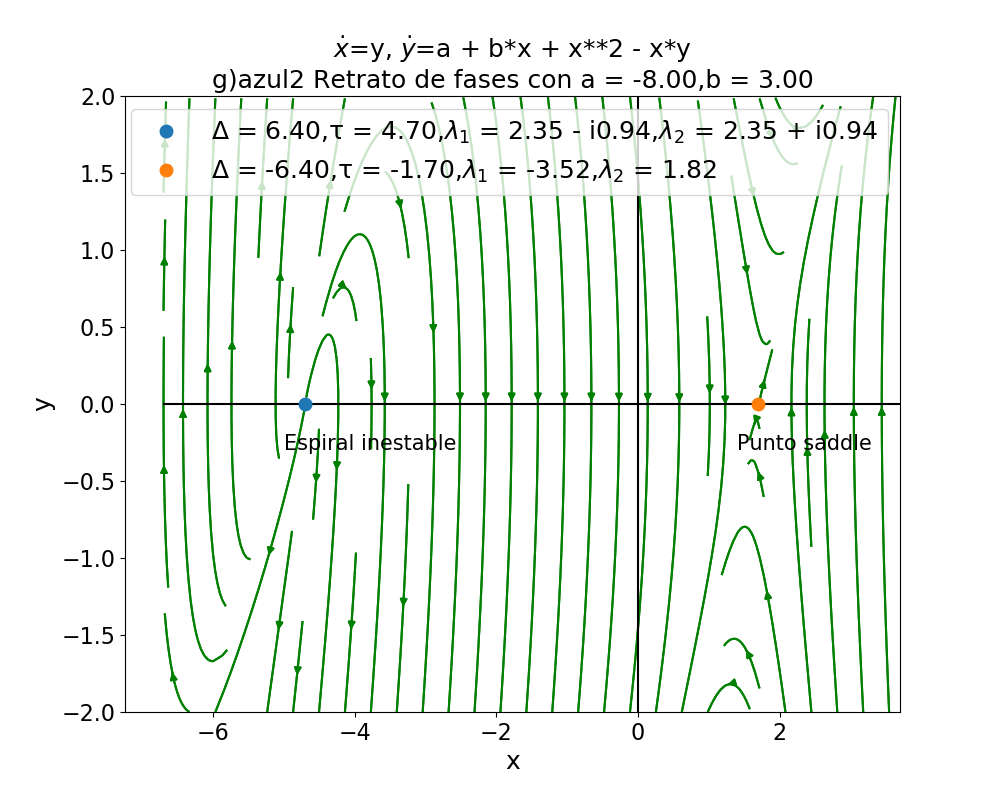 ẋ=y, ẏ=a + b*x + x**2 - x*y
g)azul2 Retrato de fases con a = -8.00,b = 3.00
Δ = 6.40,τ = 4.70,λ₁ = 2.35 - i0.94,λ₂ = 2.35 + i0.94
Δ = -6.40,τ = -1.70,λ₁ = -3.52,λ₂ = 1.82
2.0
1.5
1.0
0.5
0.0
−0.5
−1.0
−1.5
−2.0
y
Espiral inestable
Punto saddle
−6 −4 −2 0 2
x